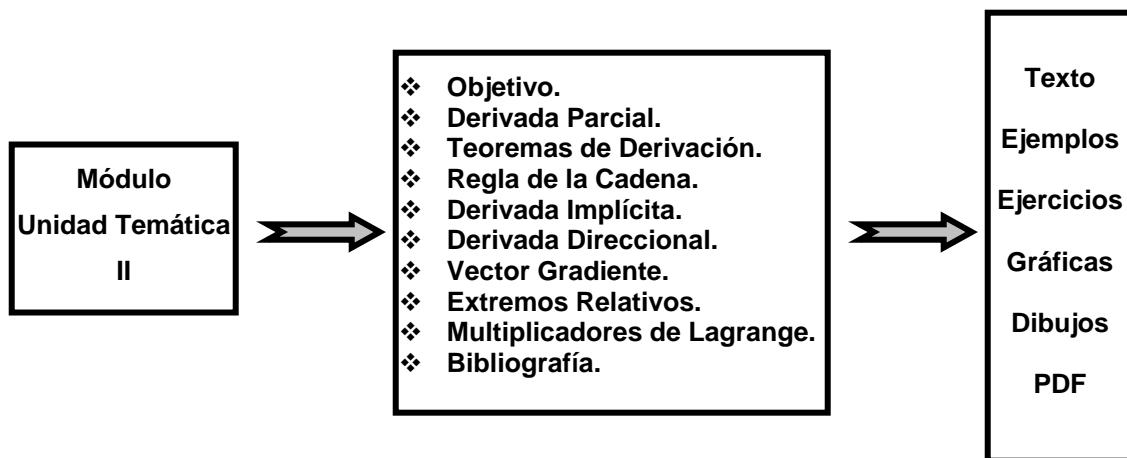 Módulo
Unidad Temática
II
❖ Objetivo.
❖ Derivada Parcial.
❖ Teoremas de Derivación.
❖ Regla de la Cadena.
❖ Derivada Implícita.
❖ Derivada Direccional.
❖ Vector Gradiente.
❖ Extremos Relativos.
❖ Multiplicadores de Lagrange.
❖ Bibliografía.
Texto
Ejemplos
Ejercicios
Gráficas
Dibujos
PDF